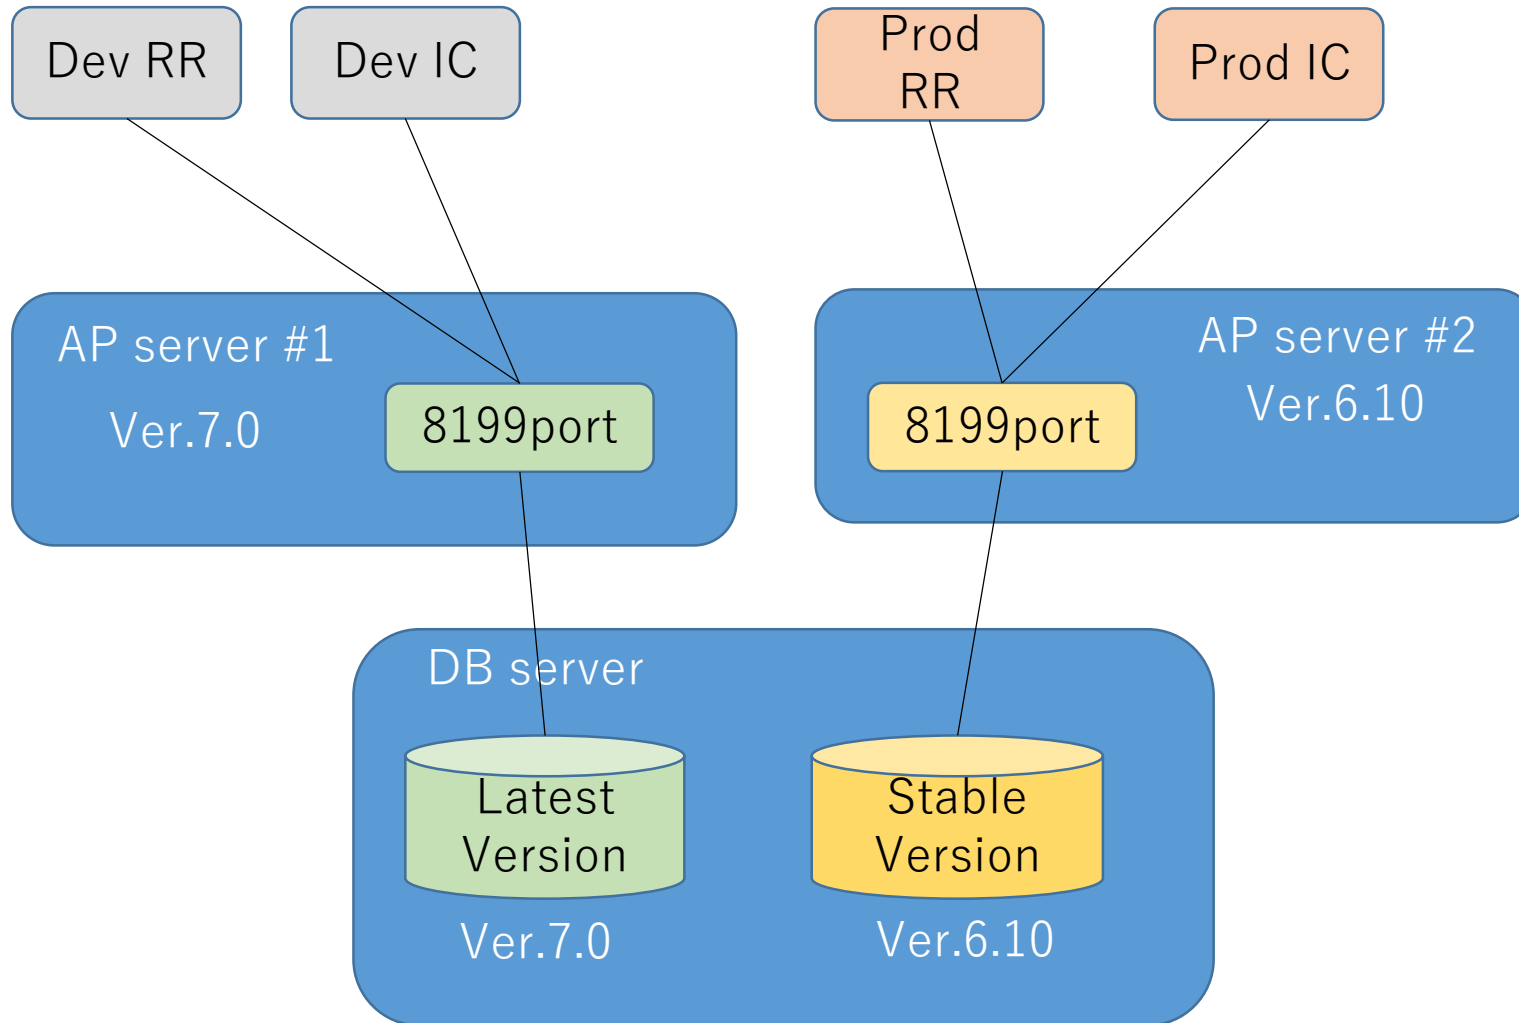 Dev RR
Dev IC
Prod
RR
Prod IC
AP server #1
Ver.7.0
8199port
AP server #2
Ver.6.10
8199port
DB server
Latest
Version
Ver.7.0
Stable
Version
Ver.6.10